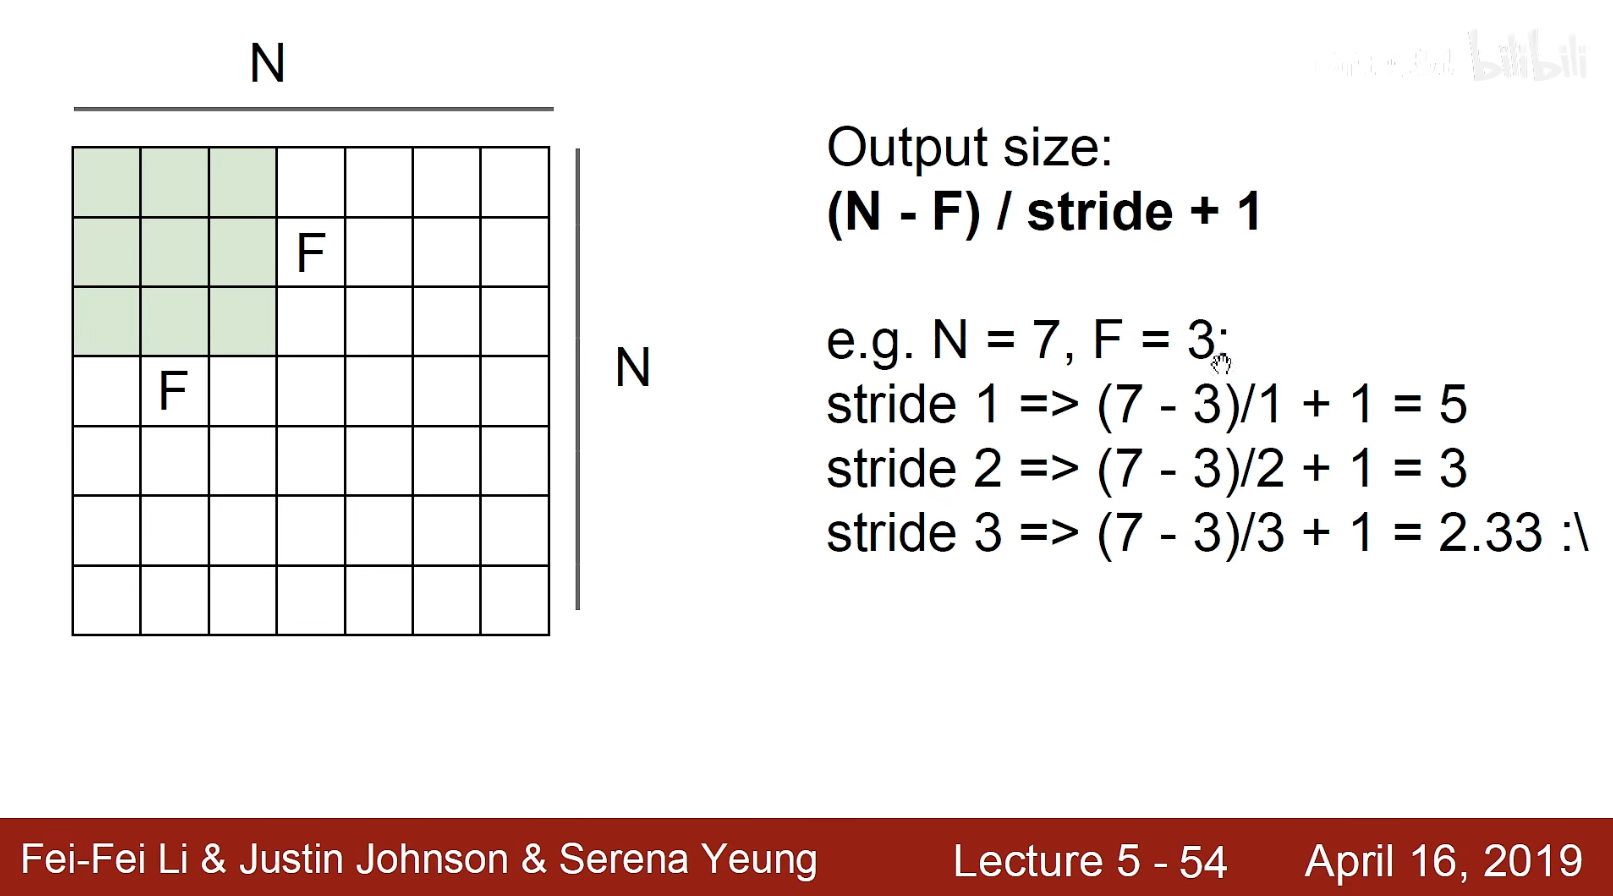 N
F
F
N
Output size:
(N - F) / stride + 1
e.g. N = 7, F = 3:
stride 1 => (7 - 3)/1 + 1 = 5
stride 2 => (7 - 3)/2 + 1 = 3
stride 3 => (7 - 3)/3 + 1 = 2.33 :\
bilibili
Fei-Fei Li & Justin Johnson & Serena Yeung
Lecture 5 - 54
April 16, 2019